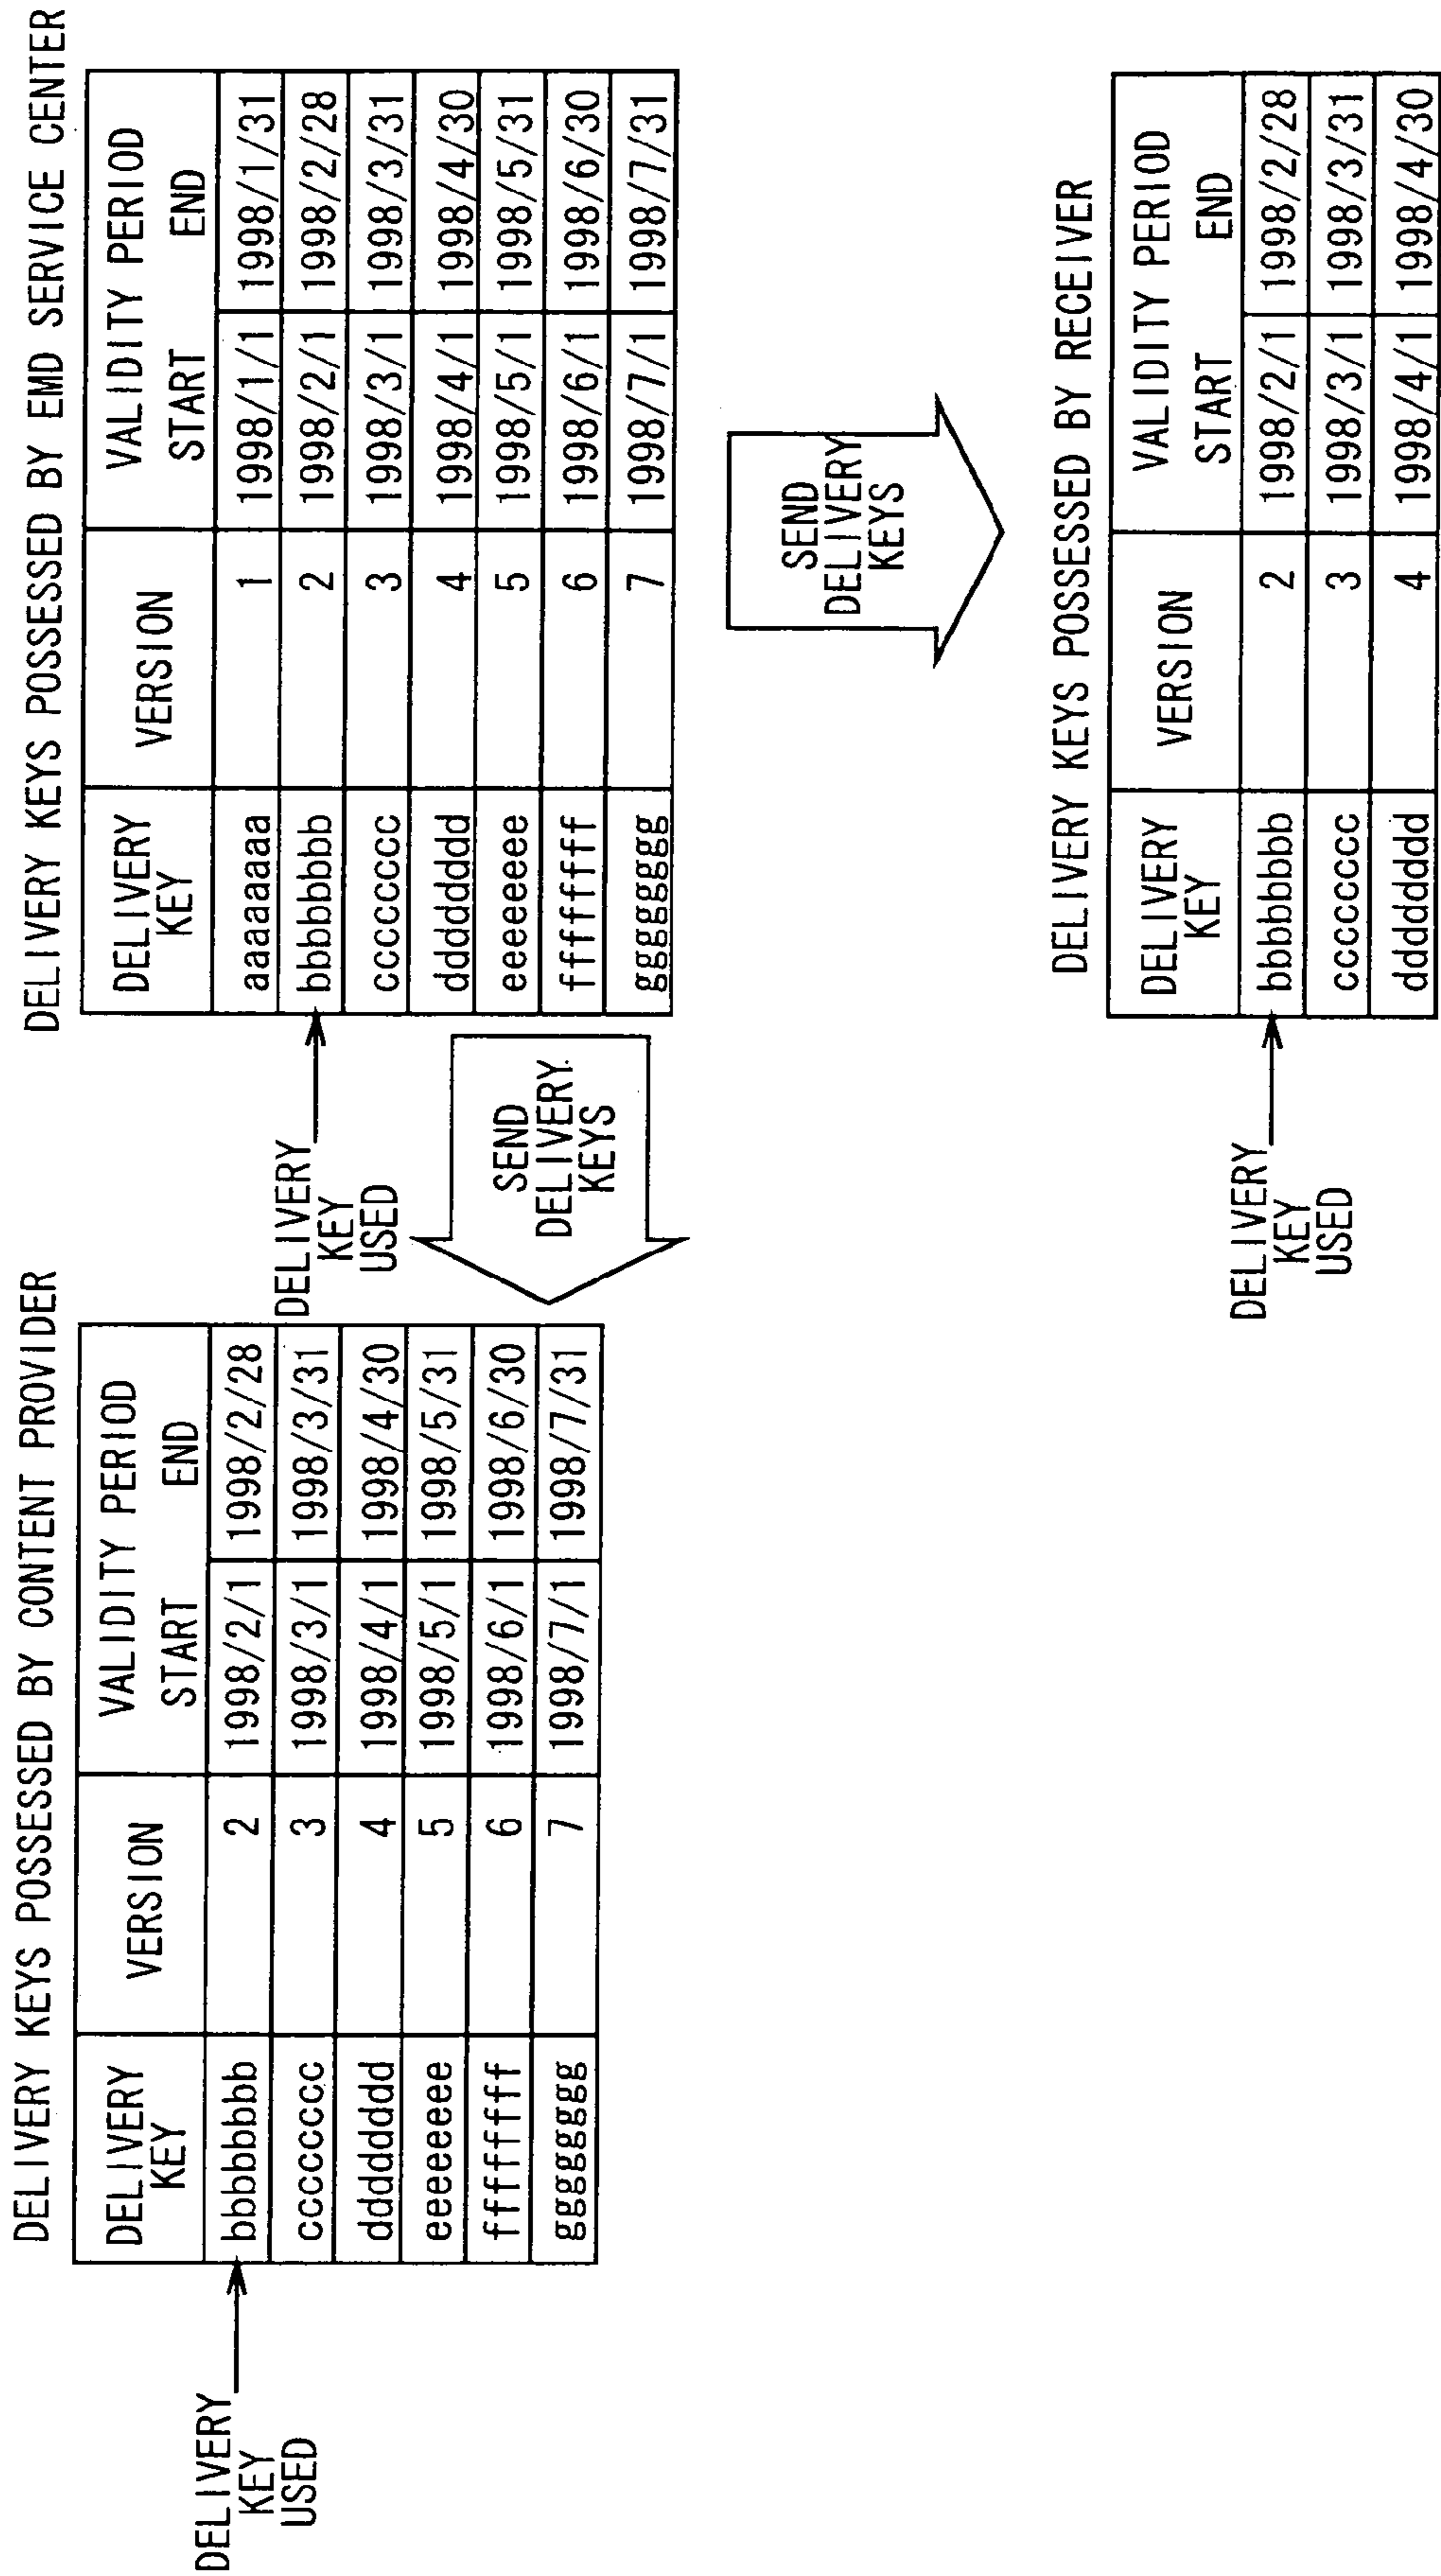 DELIVERY KEYS POSSESSED BY CONTENT PROVIDER
DELIVERY KEY VERSION VALIDITY PERIOD
START END
bbbbbbbb 2 1998/2/1 1998/2/28
cccccccc 3 1998/3/1 1998/3/31
dddddddd 4 1998/4/1 1998/4/30
eeeeeeee 5 1998/5/1 1998/5/31
ffffffff 6 1998/6/1 1998/6/30
gggggggg 7 1998/7/1 1998/7/31
DELIVERY
KEY
USED
DELIVERY KEYS POSSESSED BY EMD SERVICE CENTER
DELIVERY KEY VERSION VALIDITY PERIOD
START END
aaaaaaaa 1 1998/1/1 1998/1/31
bbbbbbbb 2 1998/2/1 1998/2/28
cccccccc 3 1998/3/1 1998/3/31
dddddddd 4 1998/4/1 1998/4/30
eeeeeeee 5 1998/5/1 1998/5/31
ffffffff 6 1998/6/1 1998/6/30
gggggggg 7 1998/7/1 1998/7/31
DELIVERY
KEY
USED
SEND
DELIVERY
KEYS
SEND
DELIVERY
KEYS
DELIVERY KEYS POSSESSED BY RECEIVER
DELIVERY KEY VERSION VALIDITY PERIOD
START END
bbbbbbbb 2 1998/2/1 1998/2/28
cccccccc 3 1998/3/1 1998/3/31
dddddddd 4 1998/4/1 1998/4/30
DELIVERY
KEY
USED